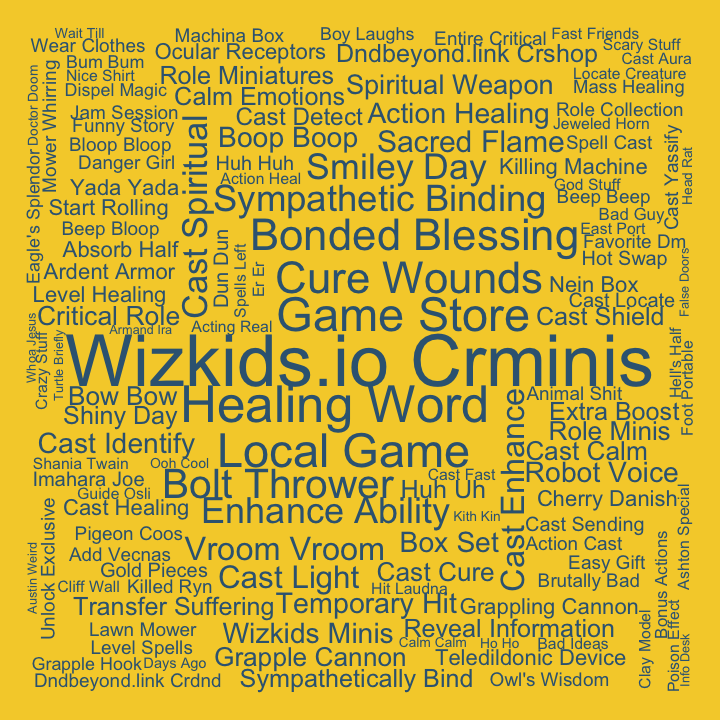 Wait Till
Machina Box
Boy Laughs
Entire Critical
Fast Friends
Wear Clothes
Ocular Receptors
Dndbeyond.link Crshop
Scary Stuff
Bum Bum
Cast Aura
Nice Shirt
Role Miniatures
Spiritual Weapon
Locate Creature
Dispel Magic
Calm Emotions
Mass Healing
Jam Session
Cast Detect
Action Healing
Role Collection
Funny Story
Boop Boop
Sacred Flame
Jeweled Horn
Bloop Bloop
Spell Cast
Danger Girl
Huh Huh
Smiley Day
Killing Machine
Yada Yada
Action Heal
God Stuff
Start Rolling
Sympathetic Binding
Beep Beep
Beep Bloop
Bonded Blessing
Bad Guy
East Port
Absorb Half
Favorite Dm
Ardent Armor
Cure Wounds
Hot Swap
Level Healing
Nein Box
Critical Role
Game Store
Cast Locate
Armand Ira
Acting Real
Cast Shield
Doctor Doom
Mower Whirring
Eagle's Splendor
Cast Spiritual
Dun Dun
Spells Left
Er Er
Cast Yassify
Head Rat
False Doors
Whoa Jesus
Crazy Stuff
Turtle Briefly
Wizkids.io Crminis
Hell's Half
Foot Portable
Bow Bow
Healing Word
Animal Shit
Shiny Day
Extra Boost
Cast Identify
Local Game
Role Minis
Cast Enhance
Cast Calm
Shania Twain
Ooh Cool
Imahara Joe
Bolt Thrower
Cast Fast
Robot Voice
Guide Osli
Huh Uh
Cherry Danish
Cast Healing
Enhance Ability
Kith Kin
Cast Sending
Pigeon Coos
Vroom Vroom
Box Set
Action Cast
Add Vecnas
Gold Pieces
Cast Light
Cast Cure
Easy Gift
Cliff Wall
Killed Ryn
Hit Laudna
Brutally Bad
Austin Weird
Unlock Exclusive
Ashton Special
Bonus Actions
Transfer Suffering
Temporary Hit
Grappling Cannon
Lawn Mower
Wizkids Minis
Reveal Information
Level Spells
Calm Calm
Ho Ho
Bad Ideas
Grapple Hook
Days Ago
Grapple Cannon
Teledildonic Device
Dndbeyond.link Crdnd
Sympathetically Bind
Owl's Wisdom
Clay Model
Poison Effect
Info Desk